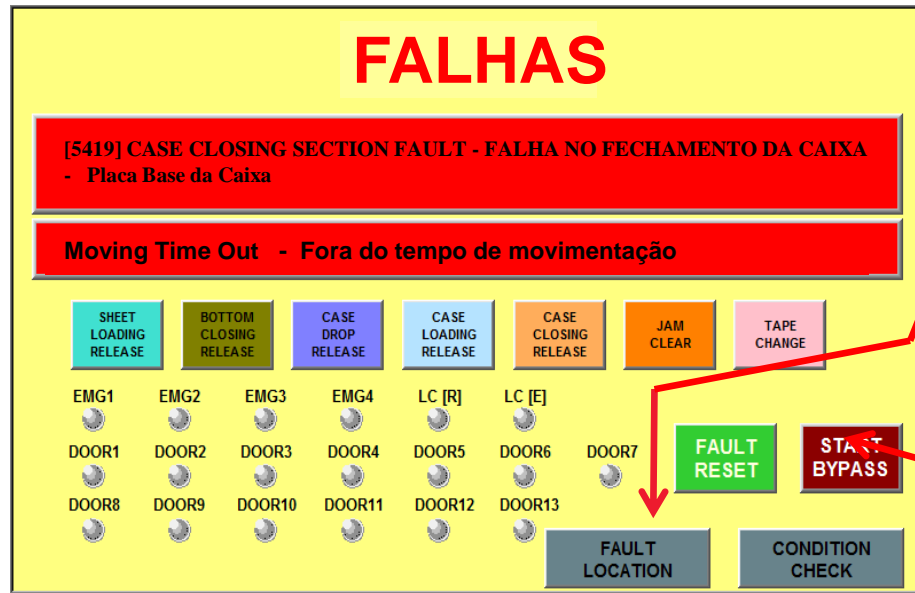 FALHAS
[5419] CASE CLOSING SECTION FAULT - FALHA NO FECHAMENTO DA CAIXA
- Placa Base da Caixa
Moving Time Out - Fora do tempo de movimentação
SHEET LOADING RELEASE
BOTTOM CLOSING RELEASE
CASE DROP RELEASE
CASE LOADING RELEASE
CASE CLOSING RELEASE
JAM CLEAR
TAPE CHANGE
EMG1 EMG2 EMG3 EMG4 LC [R] LC [E]
DOOR1 DOOR2 DOOR3 DOOR4 DOOR5 DOOR6 DOOR7
FAULT RESET
START BYPASS
DOOR8 DOOR9 DOOR10 DOOR11 DOOR12 DOOR13
FAULT LOCATION
CONDITION CHECK